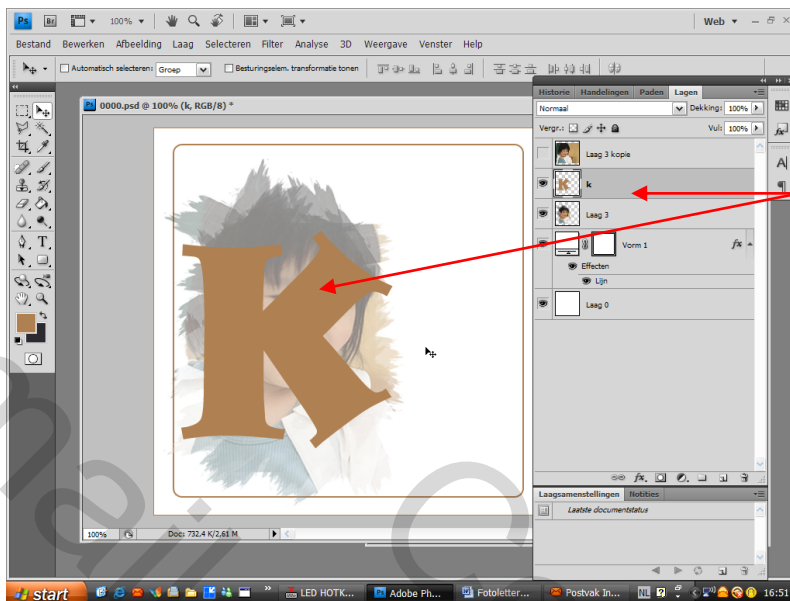 Ps Br 100% Web
Bestand Bewerken Afbeelding Laag Selecteren Filter Analyse 3D Weergave Venster Help
Automatisch selecteren: Groep Besturingselem. transformatie tonen
Historie Handelingen Paden Lagen
Ps 0000.psd @ 100% (k, RGB/8) *
Normaal Dekking: 100%
Vergr.: Vul: 100%
Laag 3 kopie
k
Laag 3
Vorm 1 fx
Effecten
Lijn
Laag 0
K
fx
Laagsamenstellingen Notities
Laatste documentstatus
100% Doc: 732,4 K/2,61 M
start LED HOTK... Ps Adobe Ph... Fotoletter... Postvak In... NL 16:51